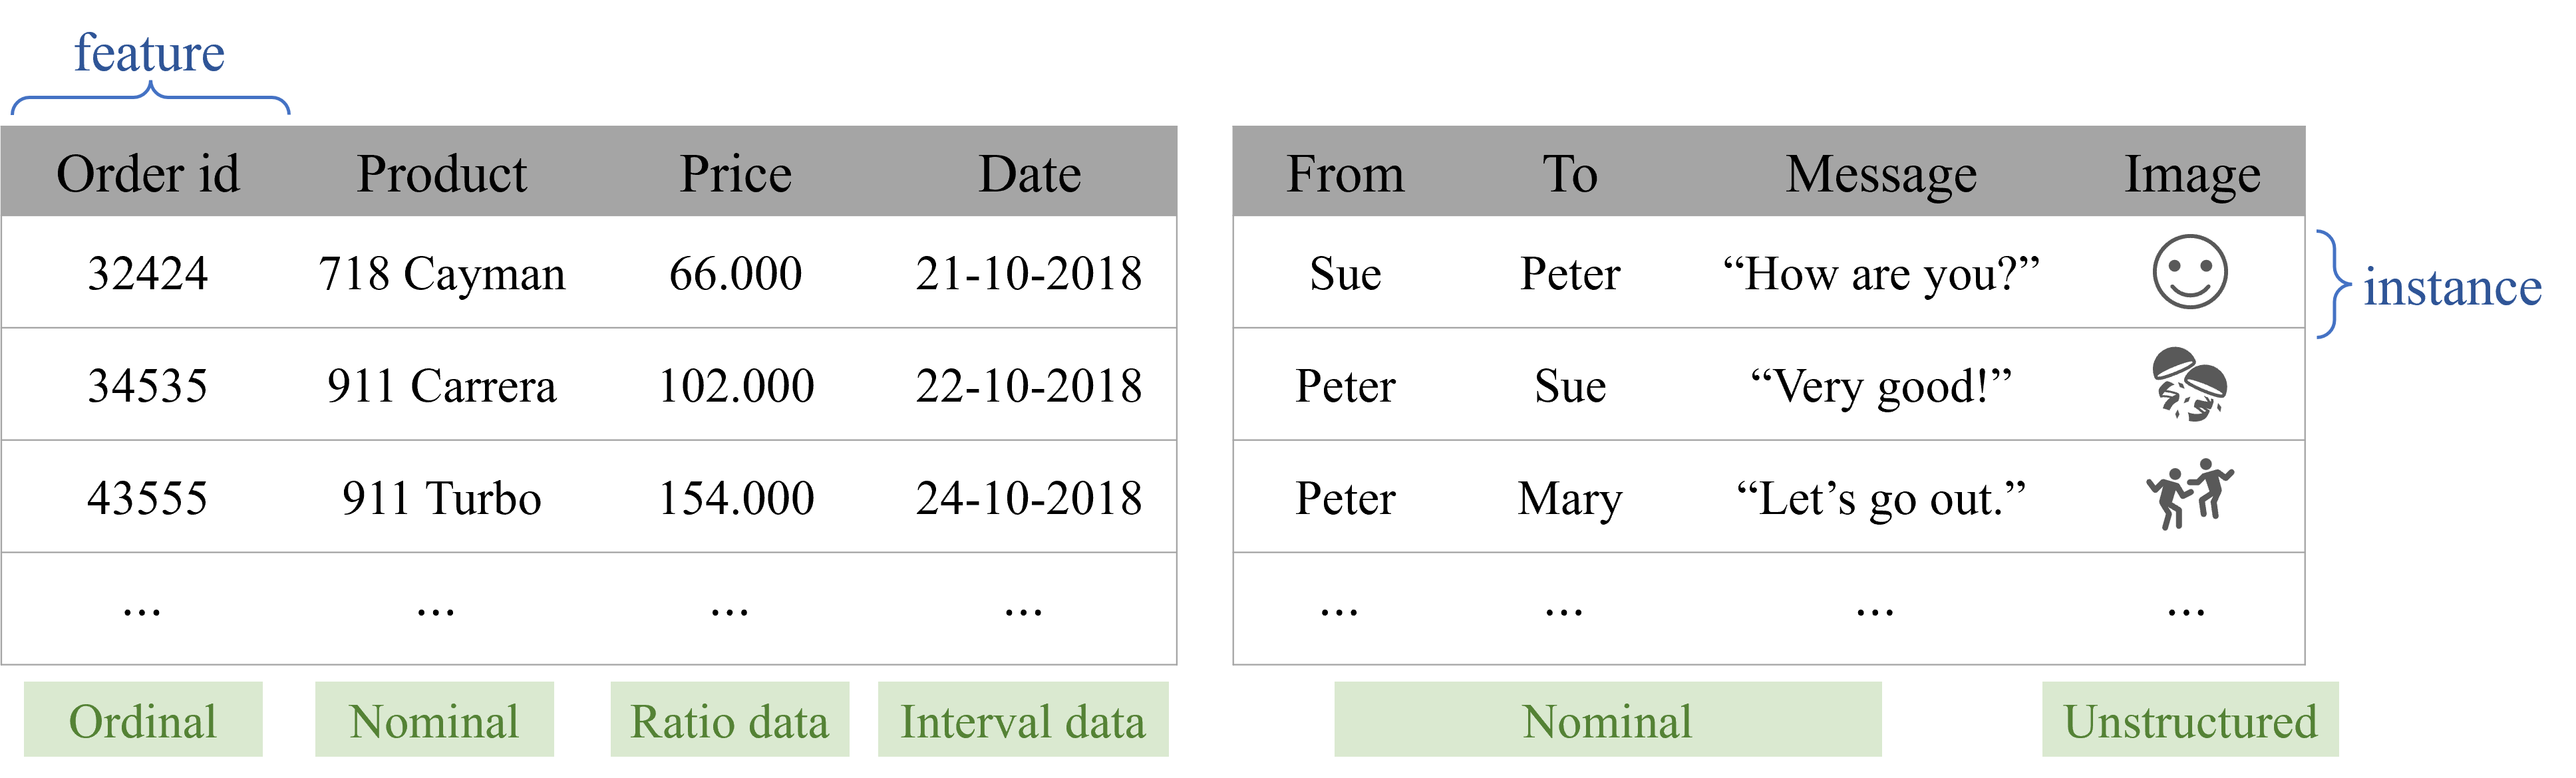 feature
Order id Product Price Date
32424 718 Cayman 66.000 21-10-2018
34535 911 Carrera 102.000 22-10-2018
43555 911 Turbo 154.000 24-10-2018
... ... ... ...
Ordinal Nominal Ratio data Interval data
From To Message Image
Sue Peter “How are you?”
instance
Peter Sue “Very good!”
Peter Mary “Let’s go out.”
... ... ... ...
Nominal Unstructured